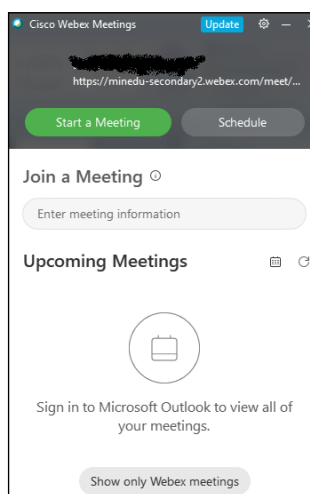 Cisco Webex Meetings Update
https://minedu-secondary2.webex.com/meet/...
Start a Meeting Schedule
Join a Meeting
Enter meeting information
Upcoming Meetings
Sign in to Microsoft Outlook to view all of
your meetings.
Show only Webex meetings